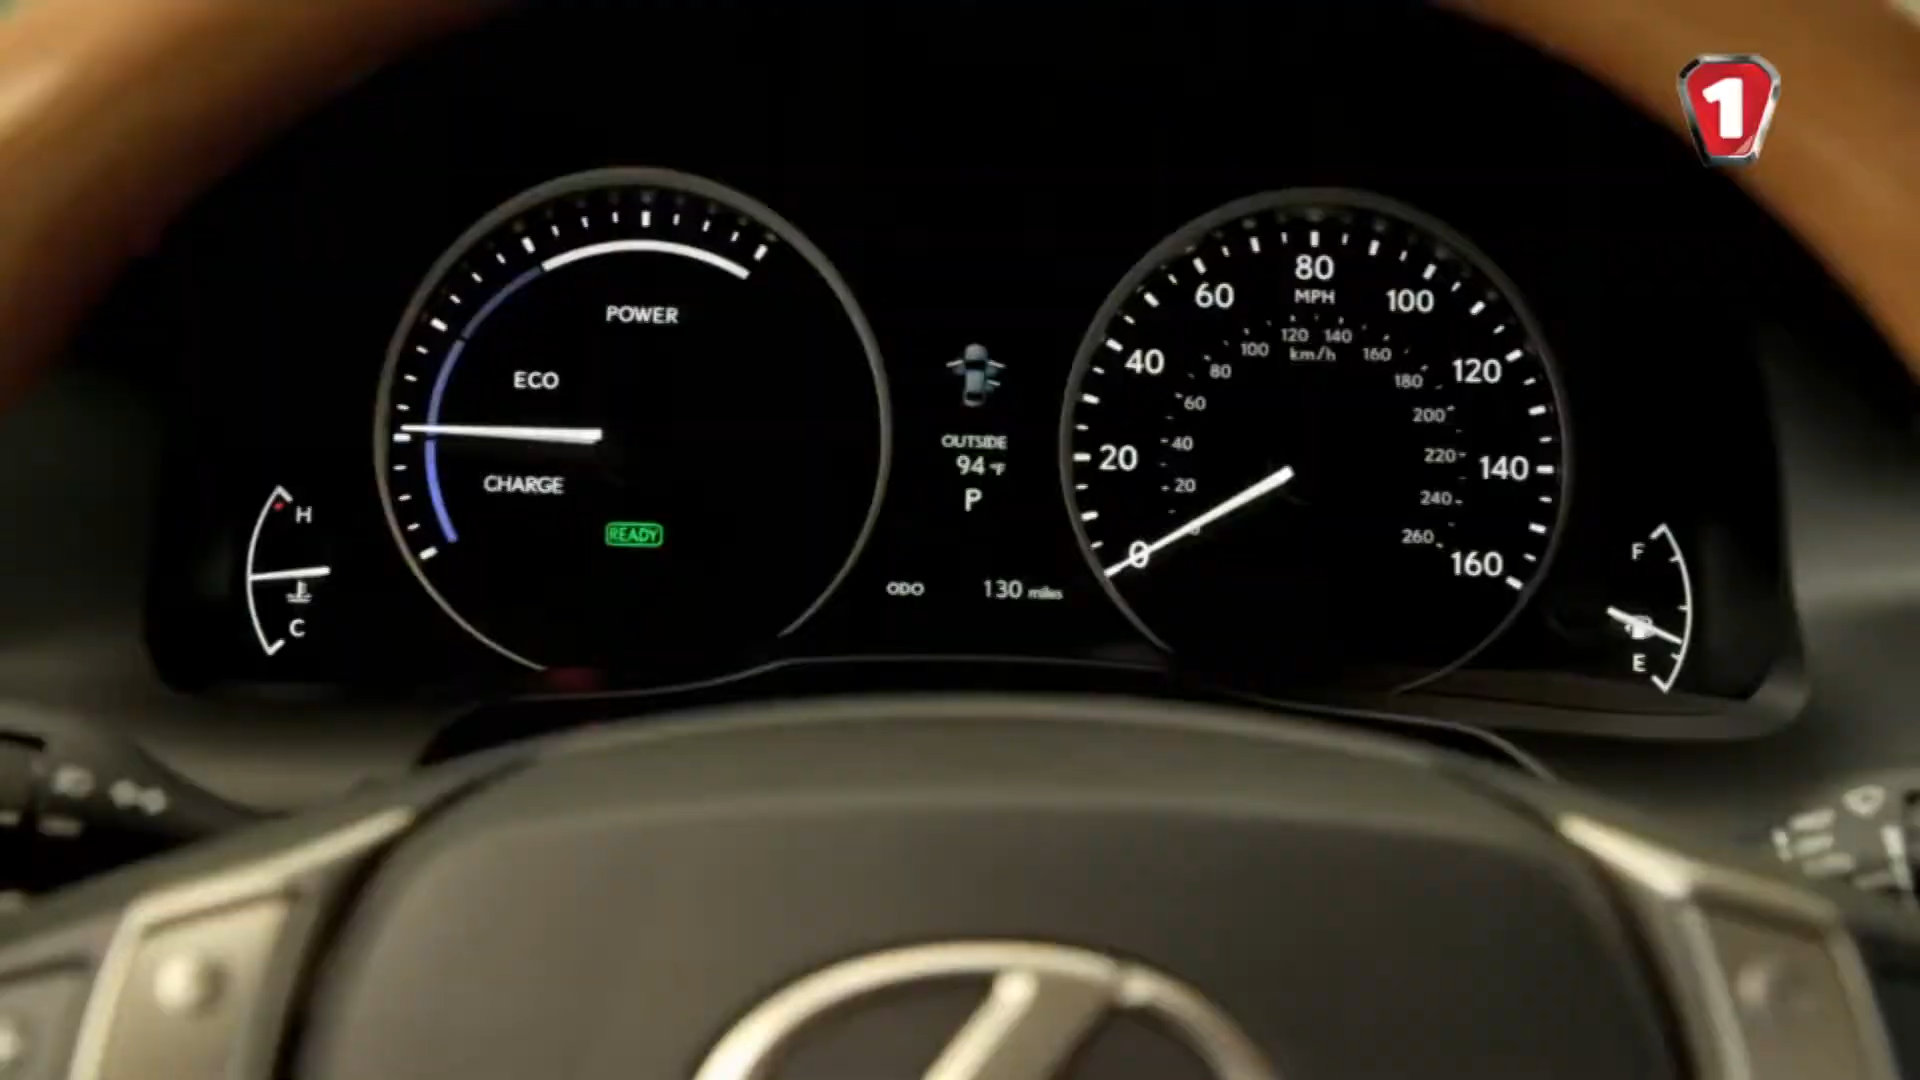 1
POWER
ECO
CHARGE
READY
H
C
OUTSIDE
94 °F
P
ODO 130 miles
0
20
40
60
80
100
120
140
160
MPH
20
40
60
80
100
120
140
160
180
200
220
240
260
km/h
F
E